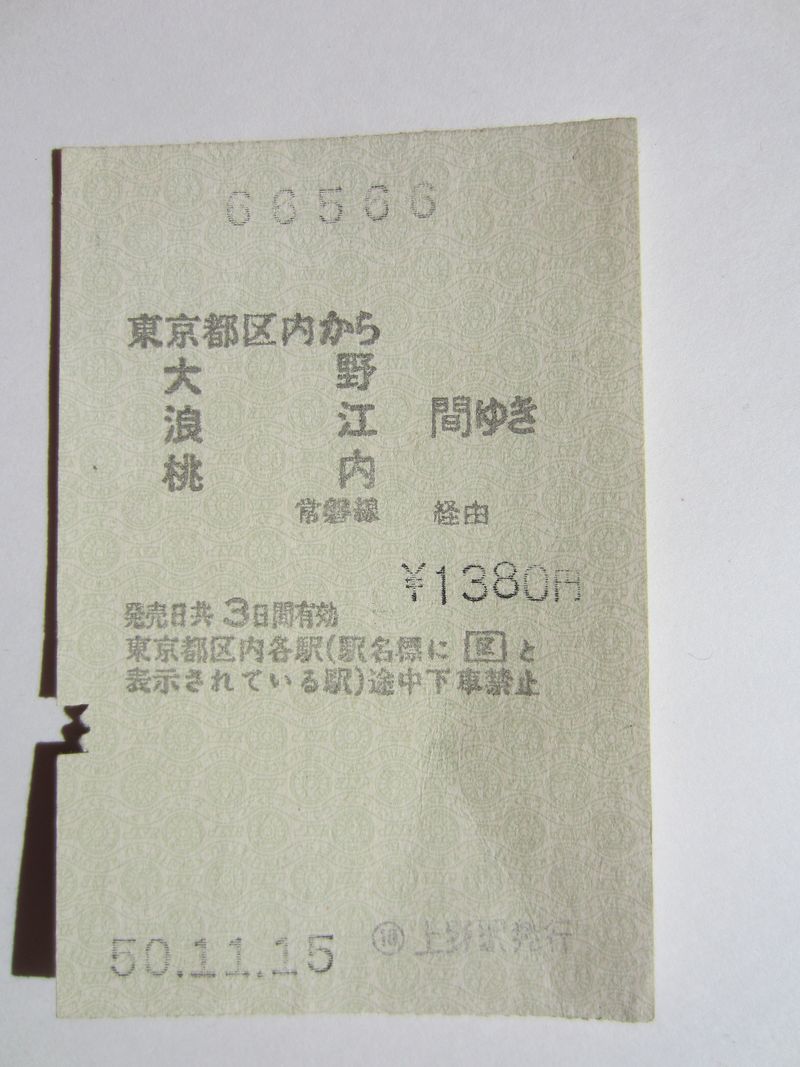 66566
東京都区内から
大野
浪江 間ゆき
桃内
常磐線 経由
¥1380円
発売日共3日間有効
東京都区内各駅(駅名標に 区 と
表示されている駅)途中下車禁止
50.11.15 上野駅発行